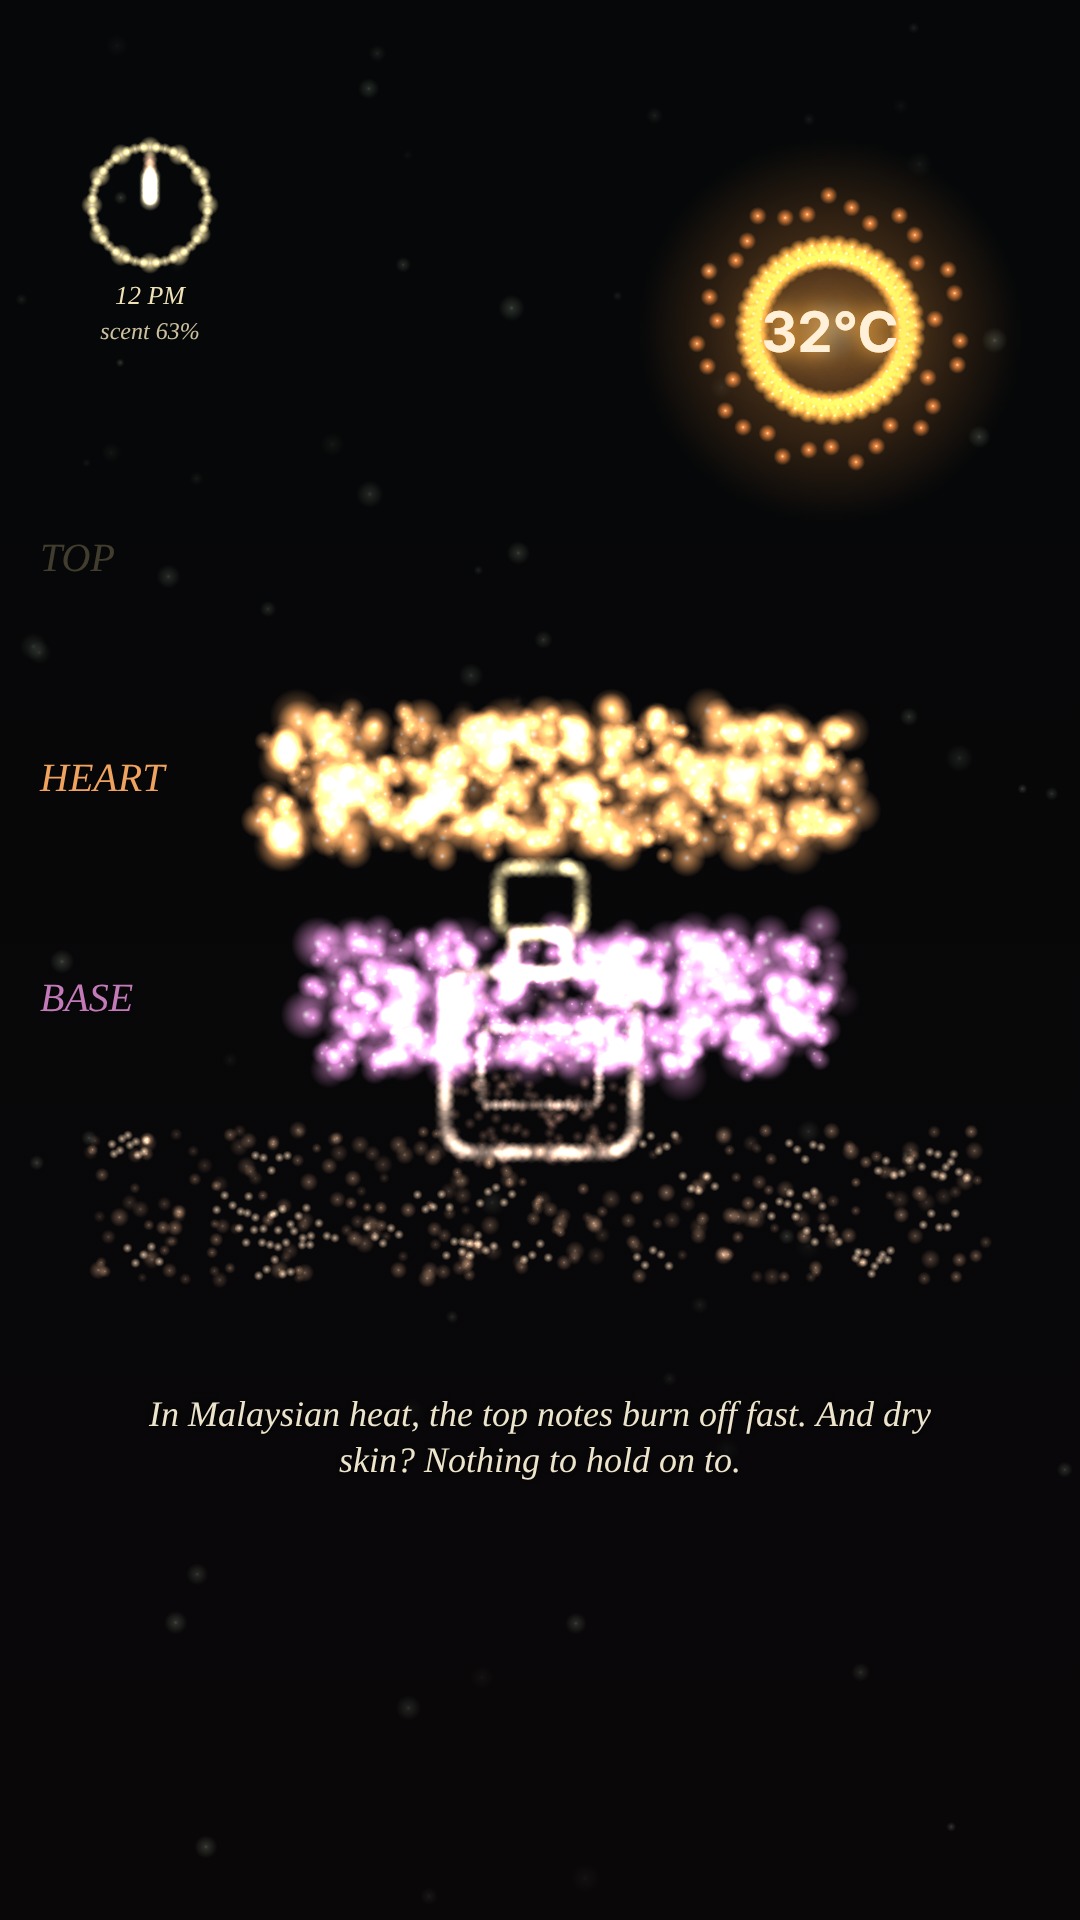 12 PM
scent 63%
32°C
TOP
HEART
BASE
In Malaysian heat, the top notes burn off fast. And dry
skin? Nothing to hold on to.